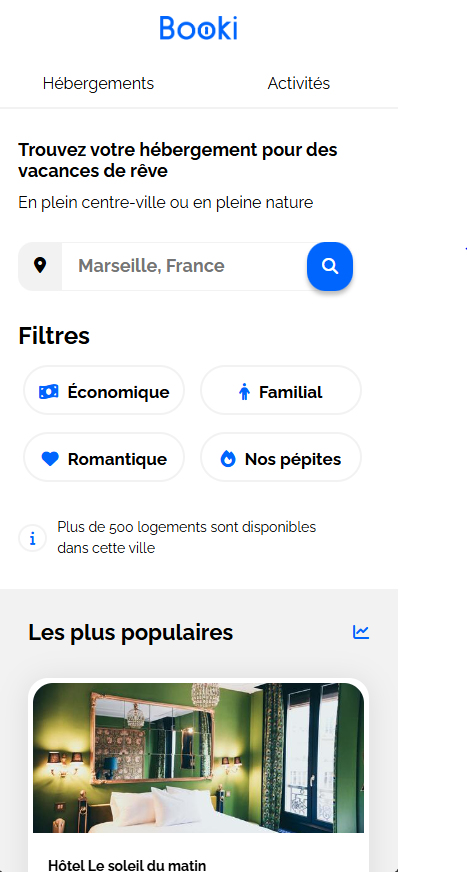 Booki
Hébergements Activités
Trouvez votre hébergement pour des
vacances de rêve
En plein centre-ville ou en pleine nature
Marseille, France
Filtres
Économique Familial
Romantique Nos pépites
Plus de 500 logements sont disponibles
dans cette ville
Les plus populaires
Hôtel Le soleil du matin